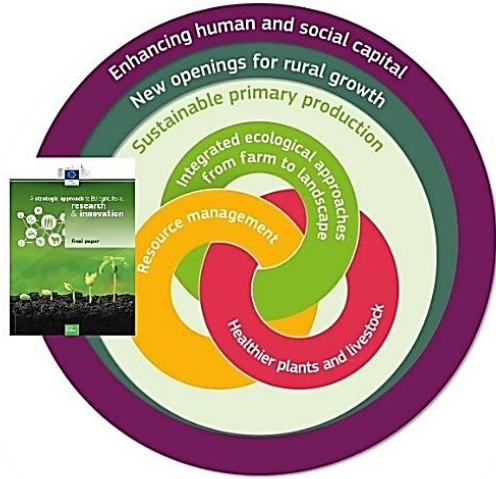 Enhancing human and social capital
New openings for rural growth
Sustainable primary production
Integrated ecological approaches
from farm to landscape
Resource management
Healthier plants and livestock
A strategic approach to EU agricultural
research
& innovation
final paper